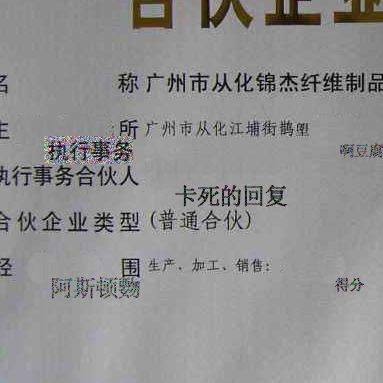 合伙企业
名 称 广州市从化锦杰纤维制品
主 所 广州市从化江埔街鹊塱
执行事务 啊豆腐
执行事务合伙人
卡死的回复
合伙企业类型 (普通合伙)
经 围 生产、加工、销售:
阿斯顿 得分